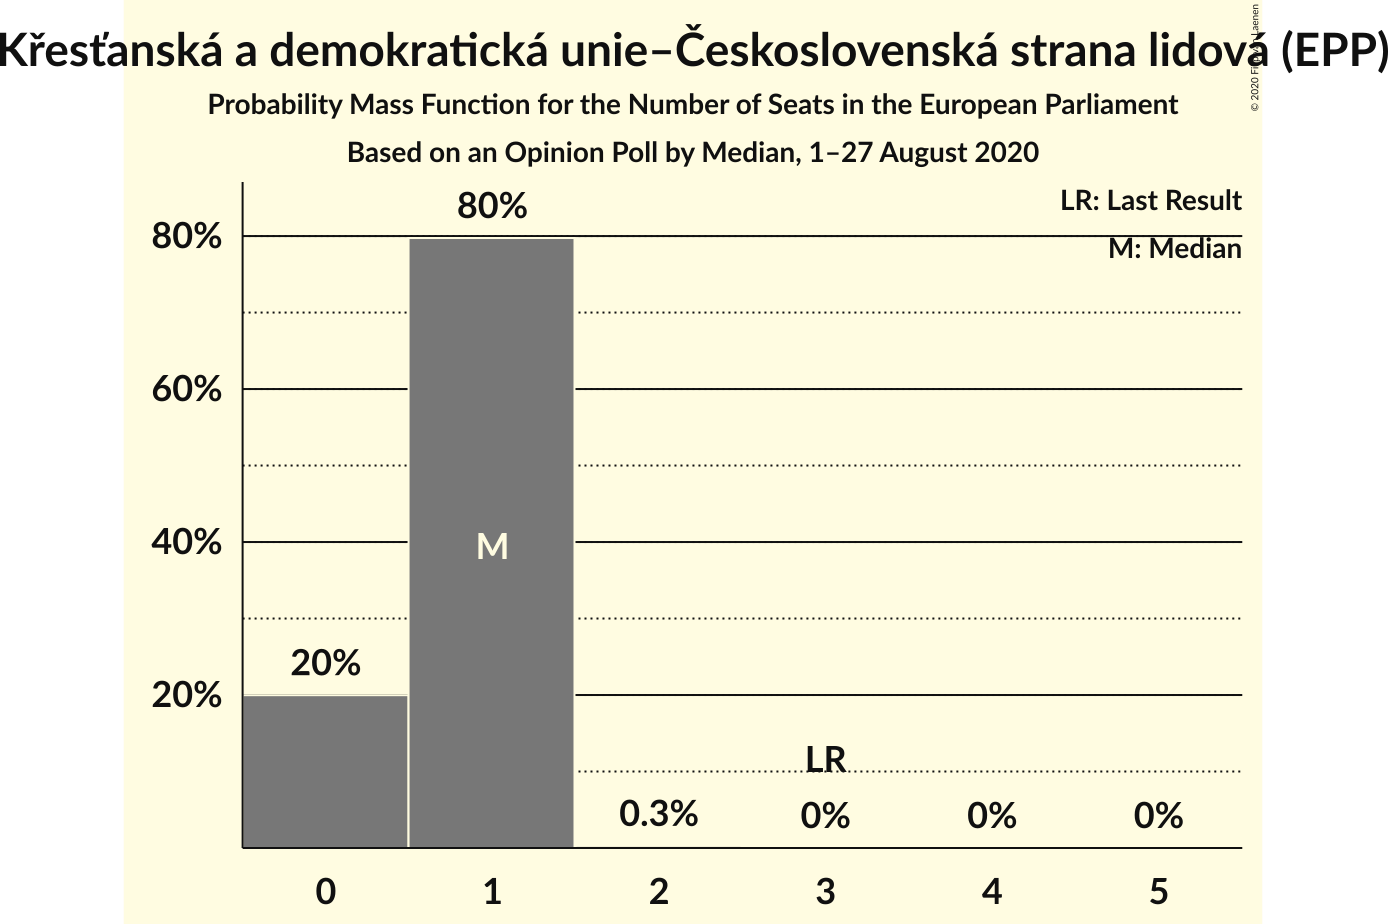 Křesťanská a demokratická unie–Československá strana lidová (EPP)
Probability Mass Function for the Number of Seats in the European Parliament
Based on an Opinion Poll by Median, 1–27 August 2020
© 2020 Laenen
LR: Last Result
M: Median
80%
80%
60%
40%
M
20%
20%
LR
0.3%
0%
0%
0%
0
1
2
3
4
5